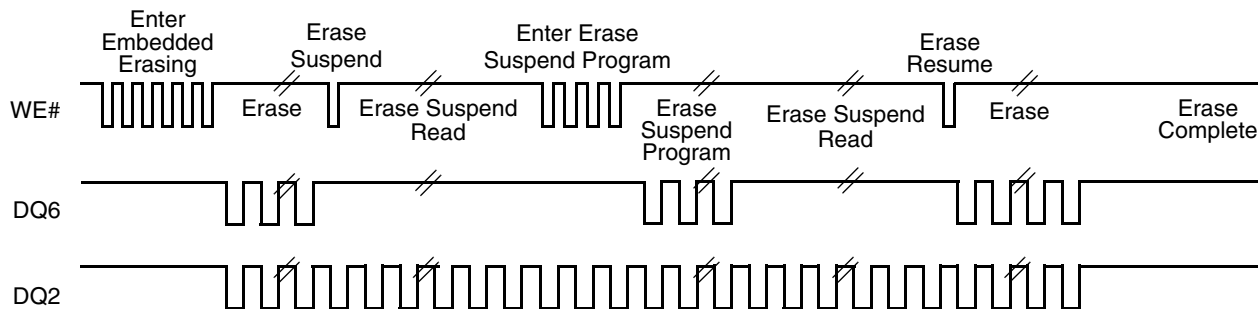 Enter
Embedded
Erasing
Erase
Suspend
Enter Erase
Suspend Program
Erase
Resume
WE#
Erase
Erase Suspend
Read
Erase
Suspend
Program
Erase Suspend
Read
Erase
Erase
Complete
DQ6
DQ2